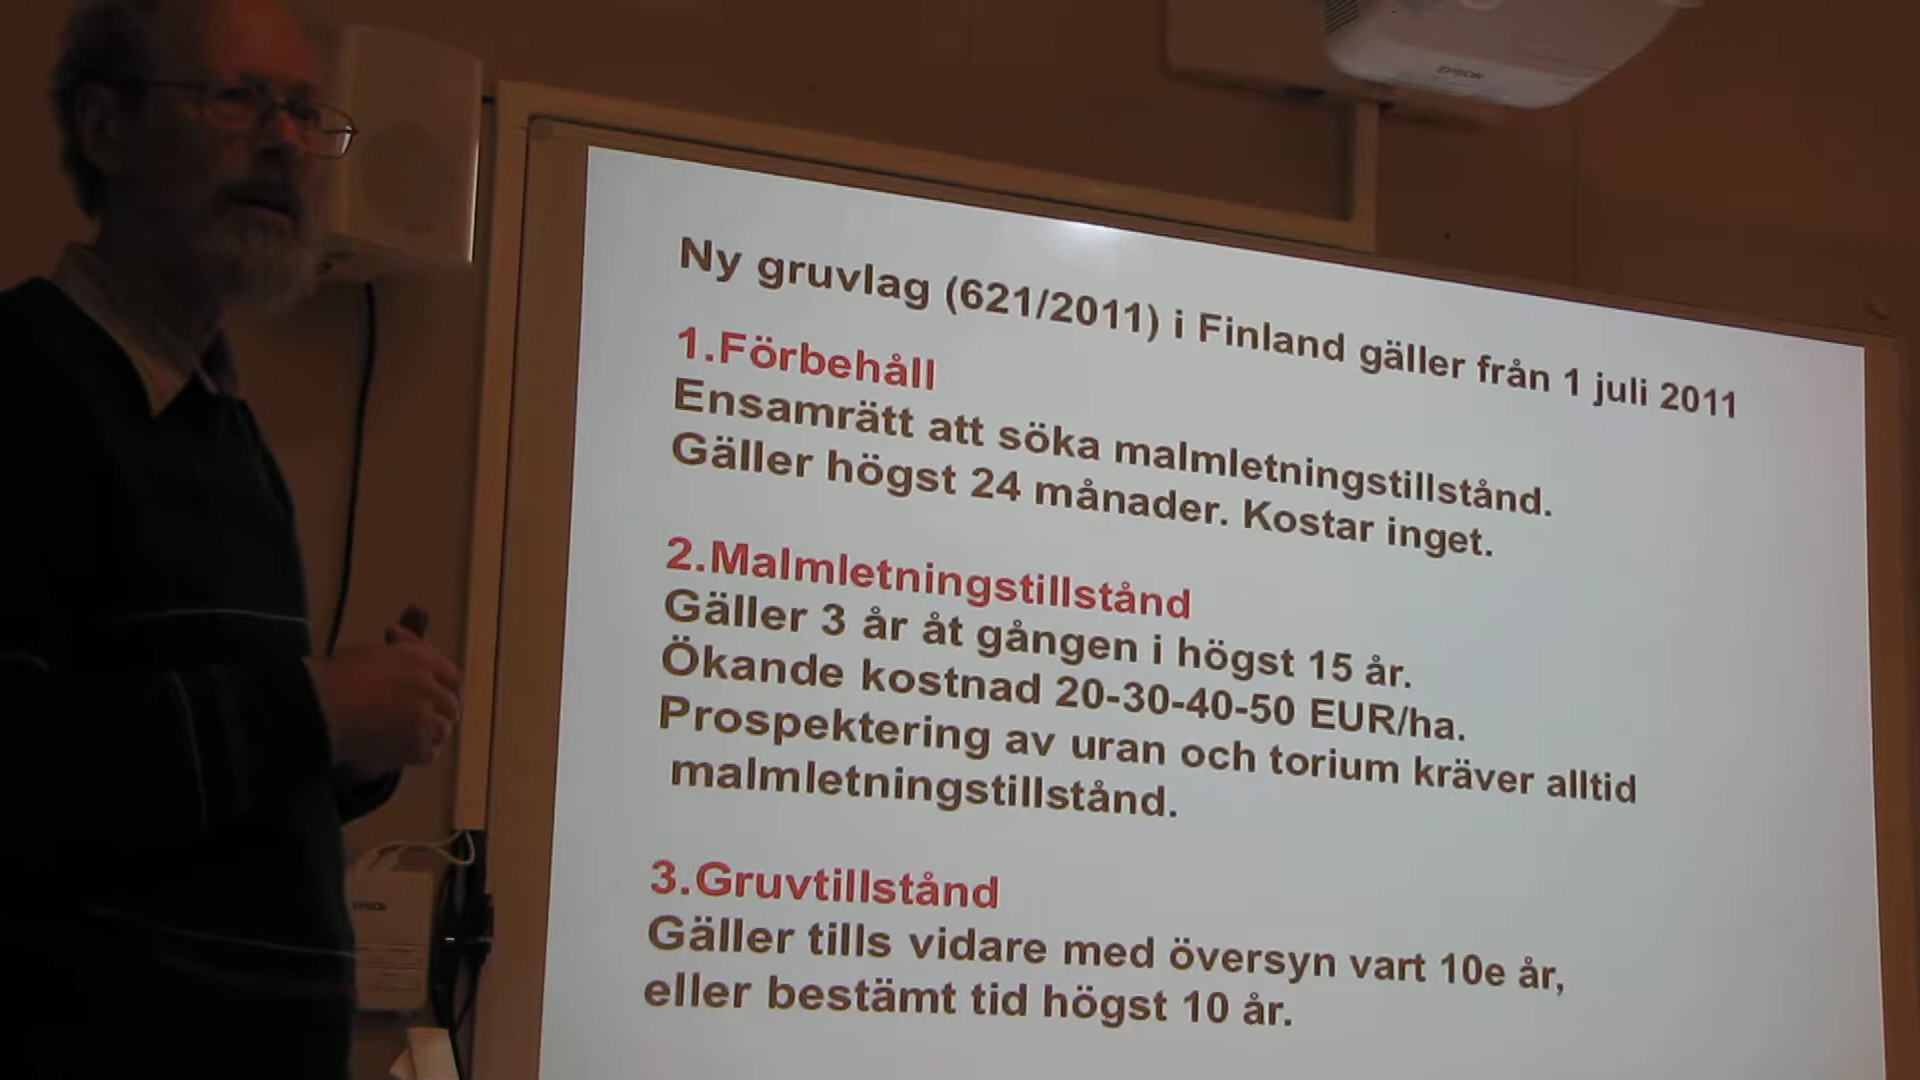 EPSON
Ny gruvlag (621/2011) i Finland gäller från 1 juli 2011
1.Förbehåll
Ensamrätt att söka malmletningstillstånd.
Gäller högst 24 månader. Kostar inget.
2.Malmletningstillstånd
Gäller 3 år åt gången i högst 15 år.
Ökande kostnad 20-30-40-50 EUR/ha.
Prospektering av uran och torium kräver alltid
malmletningstillstånd.
3.Gruvtillstånd
Gäller tills vidare med översyn vart 10e år,
eller bestämt tid högst 10 år.
EPSON